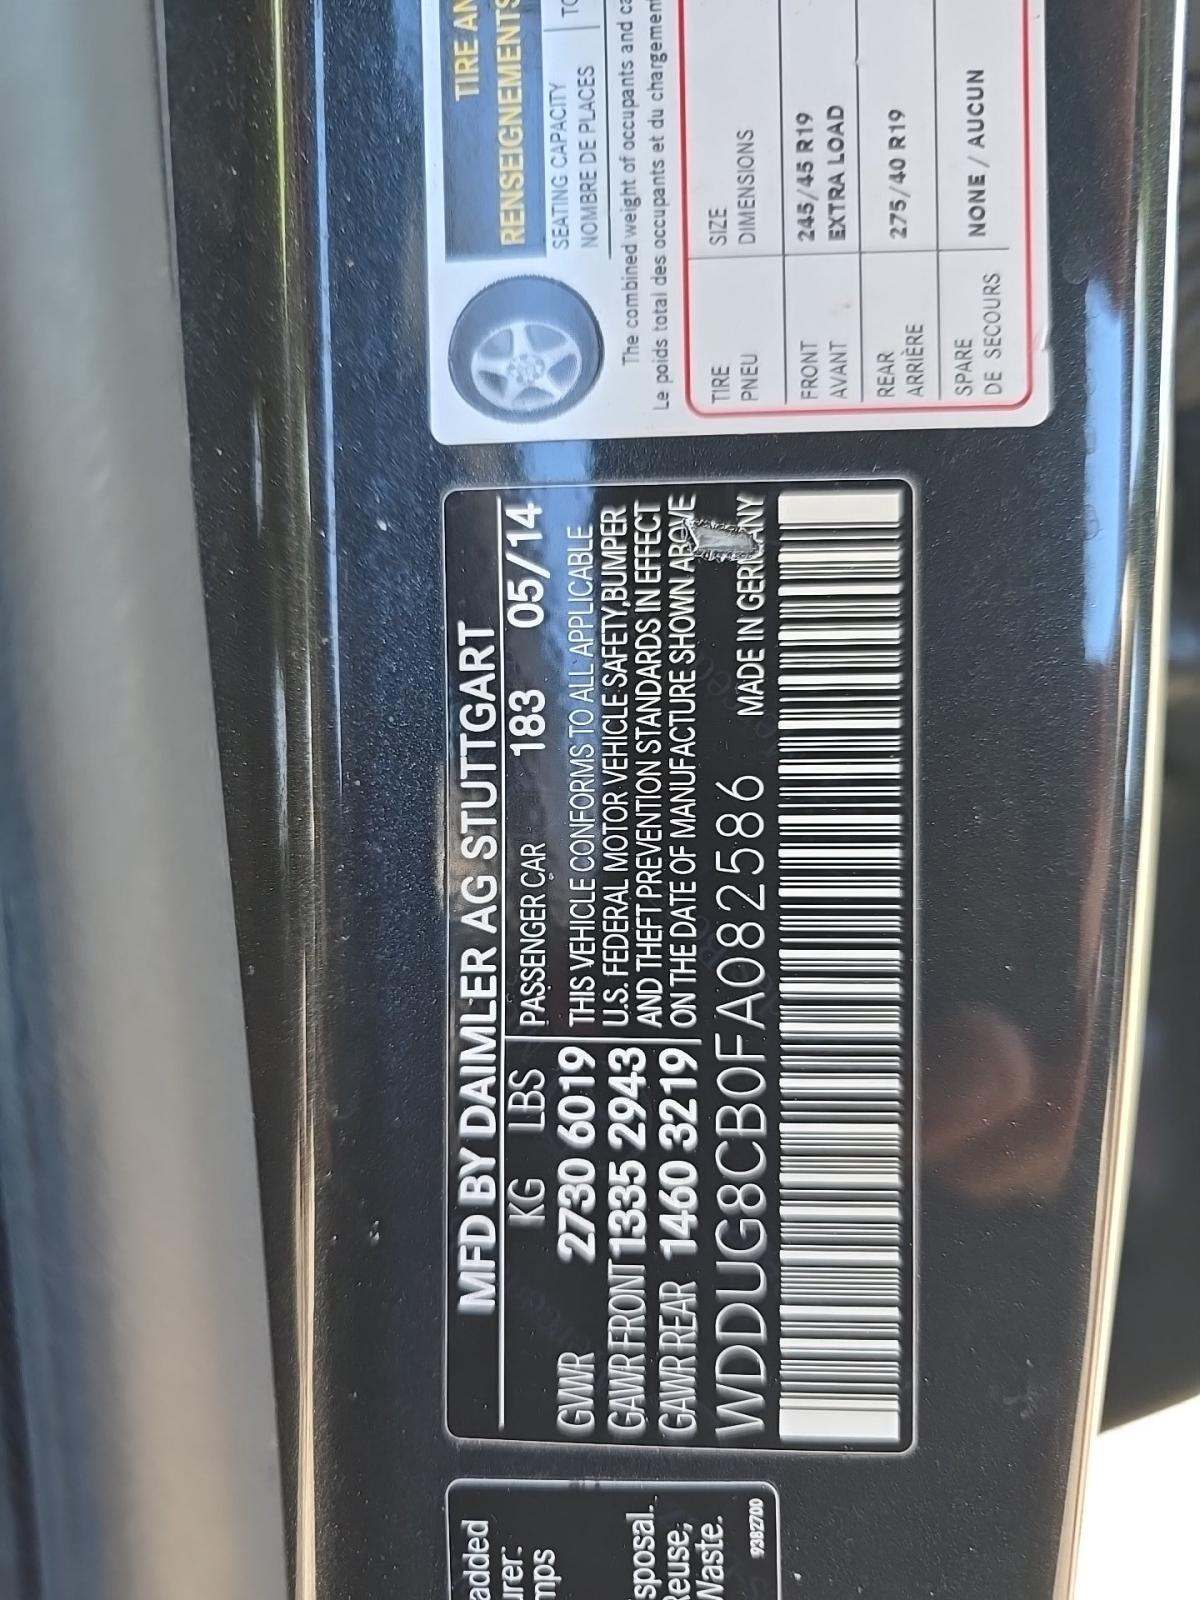 MFD BY DAIMLER AG STUTTGART
KG LBS PASSENGER CAR 183 05/14
GVWR 2730 6019 THIS VEHICLE CONFORMS TO ALL APPLICABLE
GAWR FRONT 1335 2943 U.S. FEDERAL MOTOR VEHICLE SAFETY, BUMPER
GAWR REAR 1460 3219 AND THEFT PREVENTION STANDARDS IN EFFECT
ON THE DATE OF MANUFACTURE SHOWN ABOVE
WDDUG8CB0FA082586 MADE IN GERMANY
TIRE AN
RENSEIGNEMENTS
SEATING CAPACITY
NOMBRE DE PLACES
TO
The combined weight of occupants and ca
Le poids total des occupants et du chargement
TIRE SIZE
PNEU DIMENSIONS
FRONT 245/45 R19
AVANT EXTRA LOAD
REAR 275/40 R19
ARRIÈRE
SPARE NONE / AUCUN
DE SECOURS
added
urer:
mps
sposal.
Reuse,
Waste.
9382700